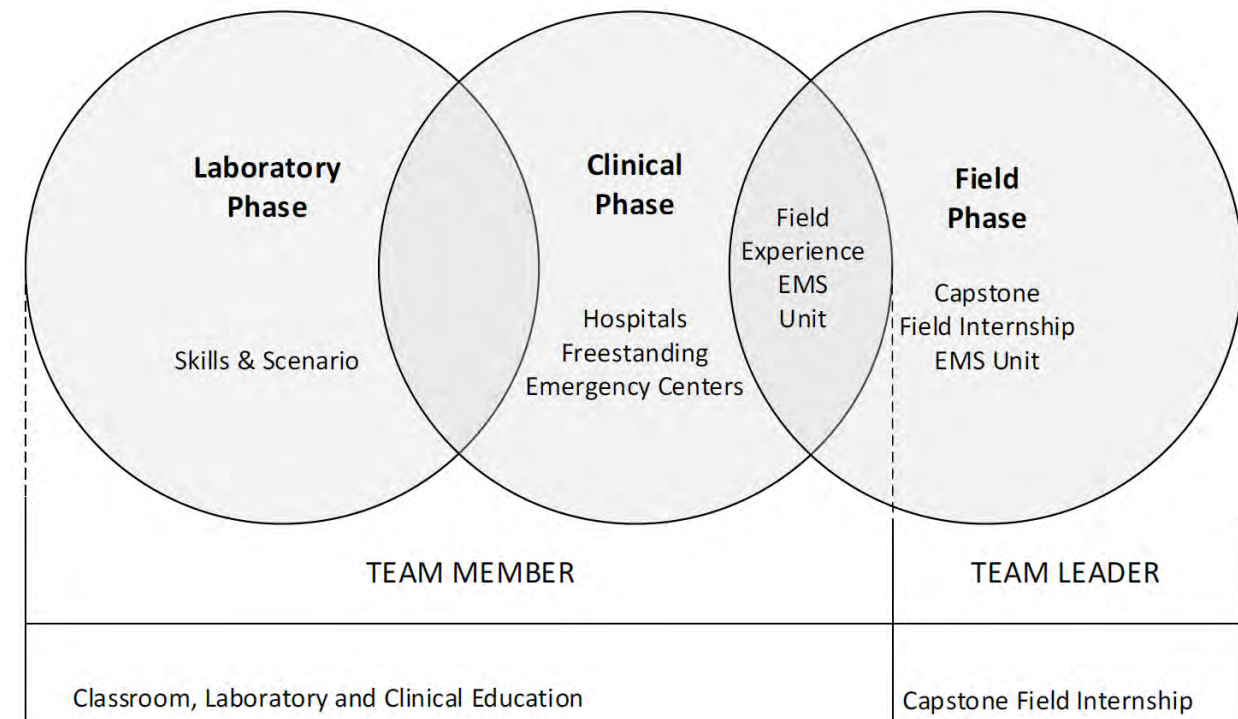 Laboratory
Phase
Skills & Scenario
Clinical
Phase
Hospitals
Freestanding
Emergency Centers
Field
Experience
EMS
Unit
Field
Phase
Capstone
Field Internship
EMS Unit
TEAM MEMBER
TEAM LEADER
Classroom, Laboratory and Clinical Education
Capstone Field Internship